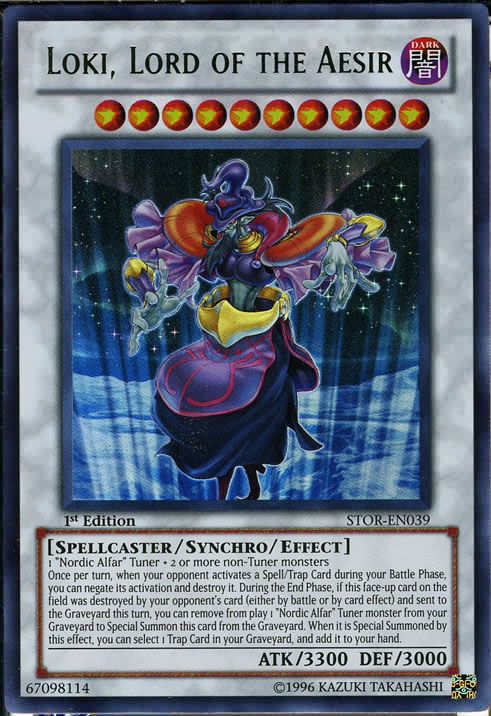 LOKI, LORD OF THE AESIR
DARK
闇
1st Edition
STOR-EN039
[SPELLCASTER/SYNCHRO/EFFECT]
1 "Nordic Alfar" Tuner + 2 or more non-Tuner monsters
Once per turn, when your opponent activates a Spell/Trap Card during your Battle Phase,
you can negate its activation and destroy it. During the End Phase, if this face-up card on the
field was destroyed by your opponent's card (either by battle or by card effect) and sent to
the Graveyard this turn, you can remove from play 1 "Nordic Alfar" Tuner monster from your
Graveyard to Special Summon this card from the Graveyard. When it is Special Summoned by
this effect, you can select 1 Trap Card in your Graveyard, and add it to your hand.
ATK/3300 DEF/3000
67098114
©1996 KAZUKI TAKAHASHI